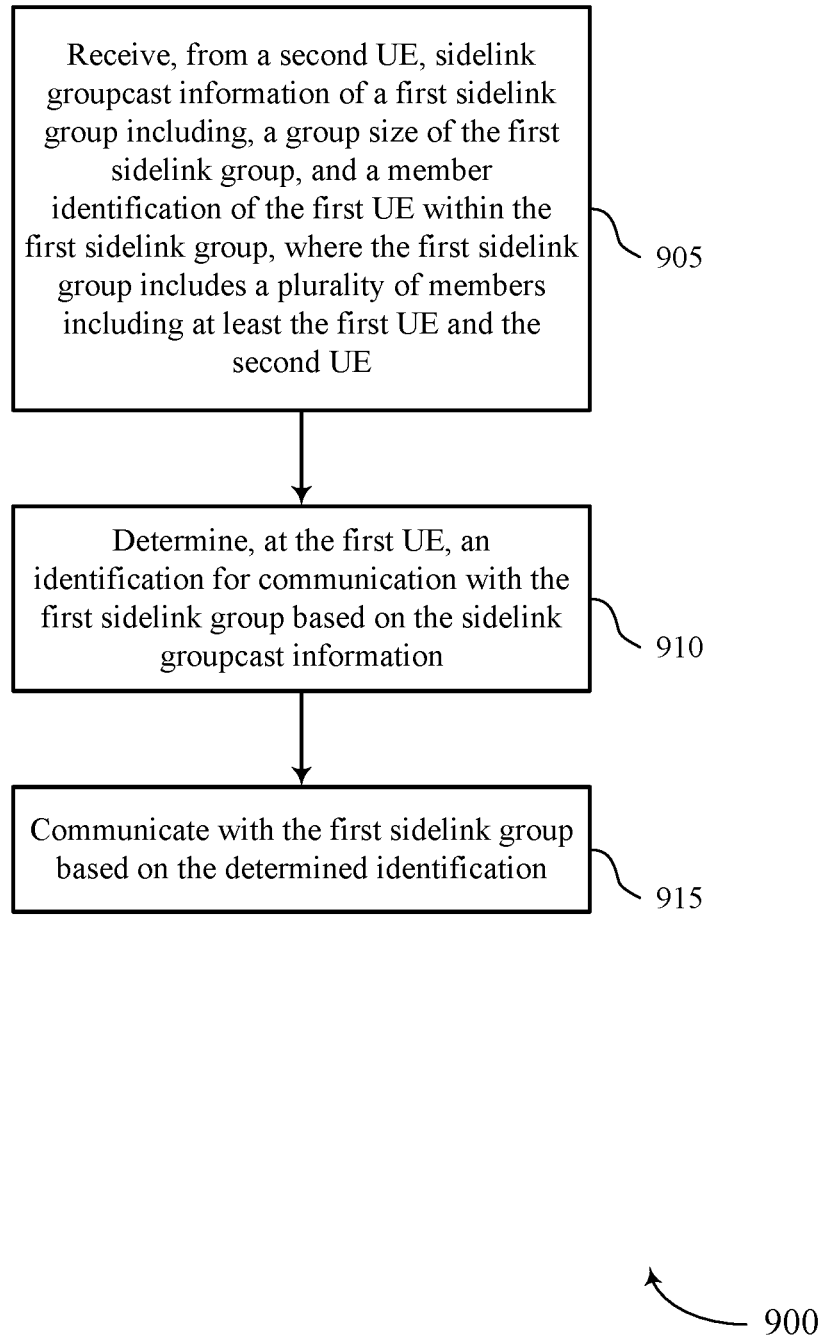 Receive, from a second UE, sidelink
groupcast information of a first sidelink
group including, a group size of the first
sidelink group, and a member
identification of the first UE within the
first sidelink group, where the first sidelink
group includes a plurality of members
including at least the first UE and the
second UE
905
Determine, at the first UE, an
identification for communication with the
first sidelink group based on the sidelink
groupcast information
910
Communicate with the first sidelink group
based on the determined identification
915
900